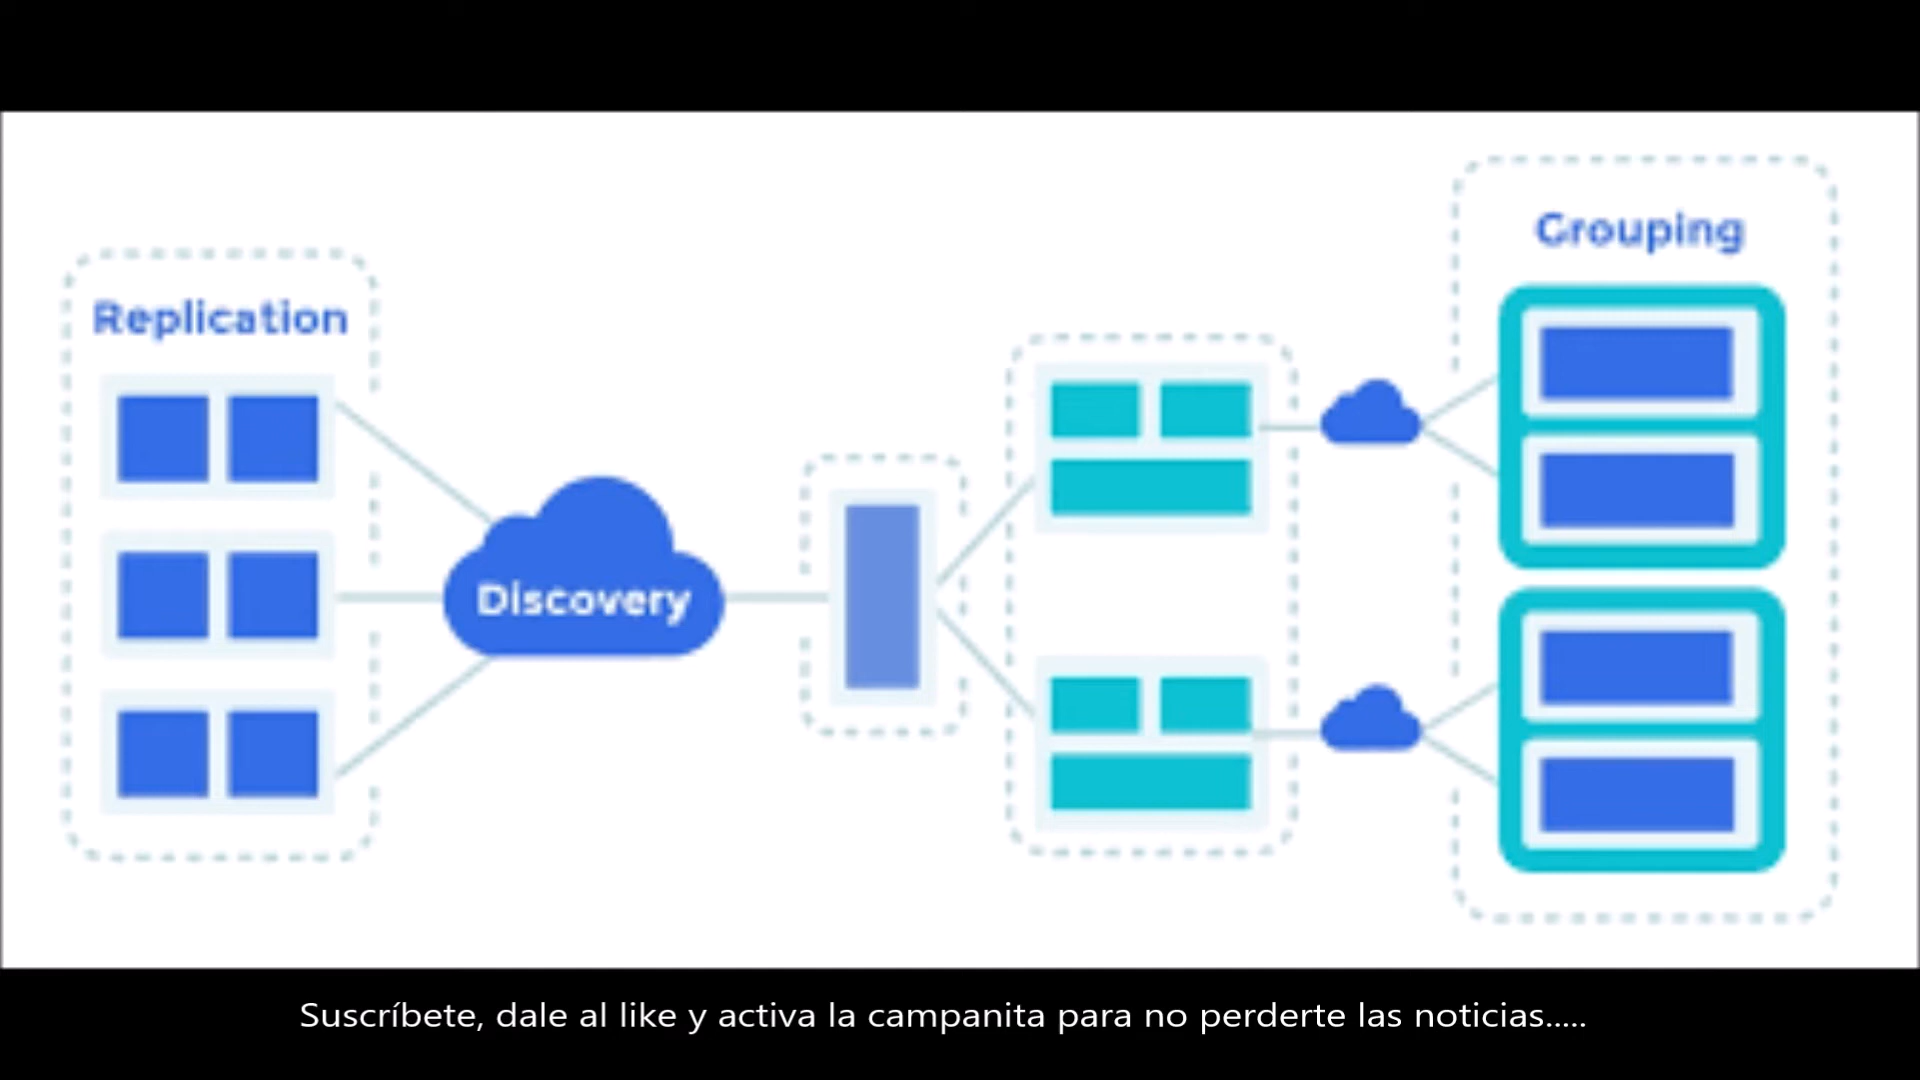 Replication
Discovery
Grouping
Suscríbete, dale al like y activa la campanita para no perderte las noticias.....